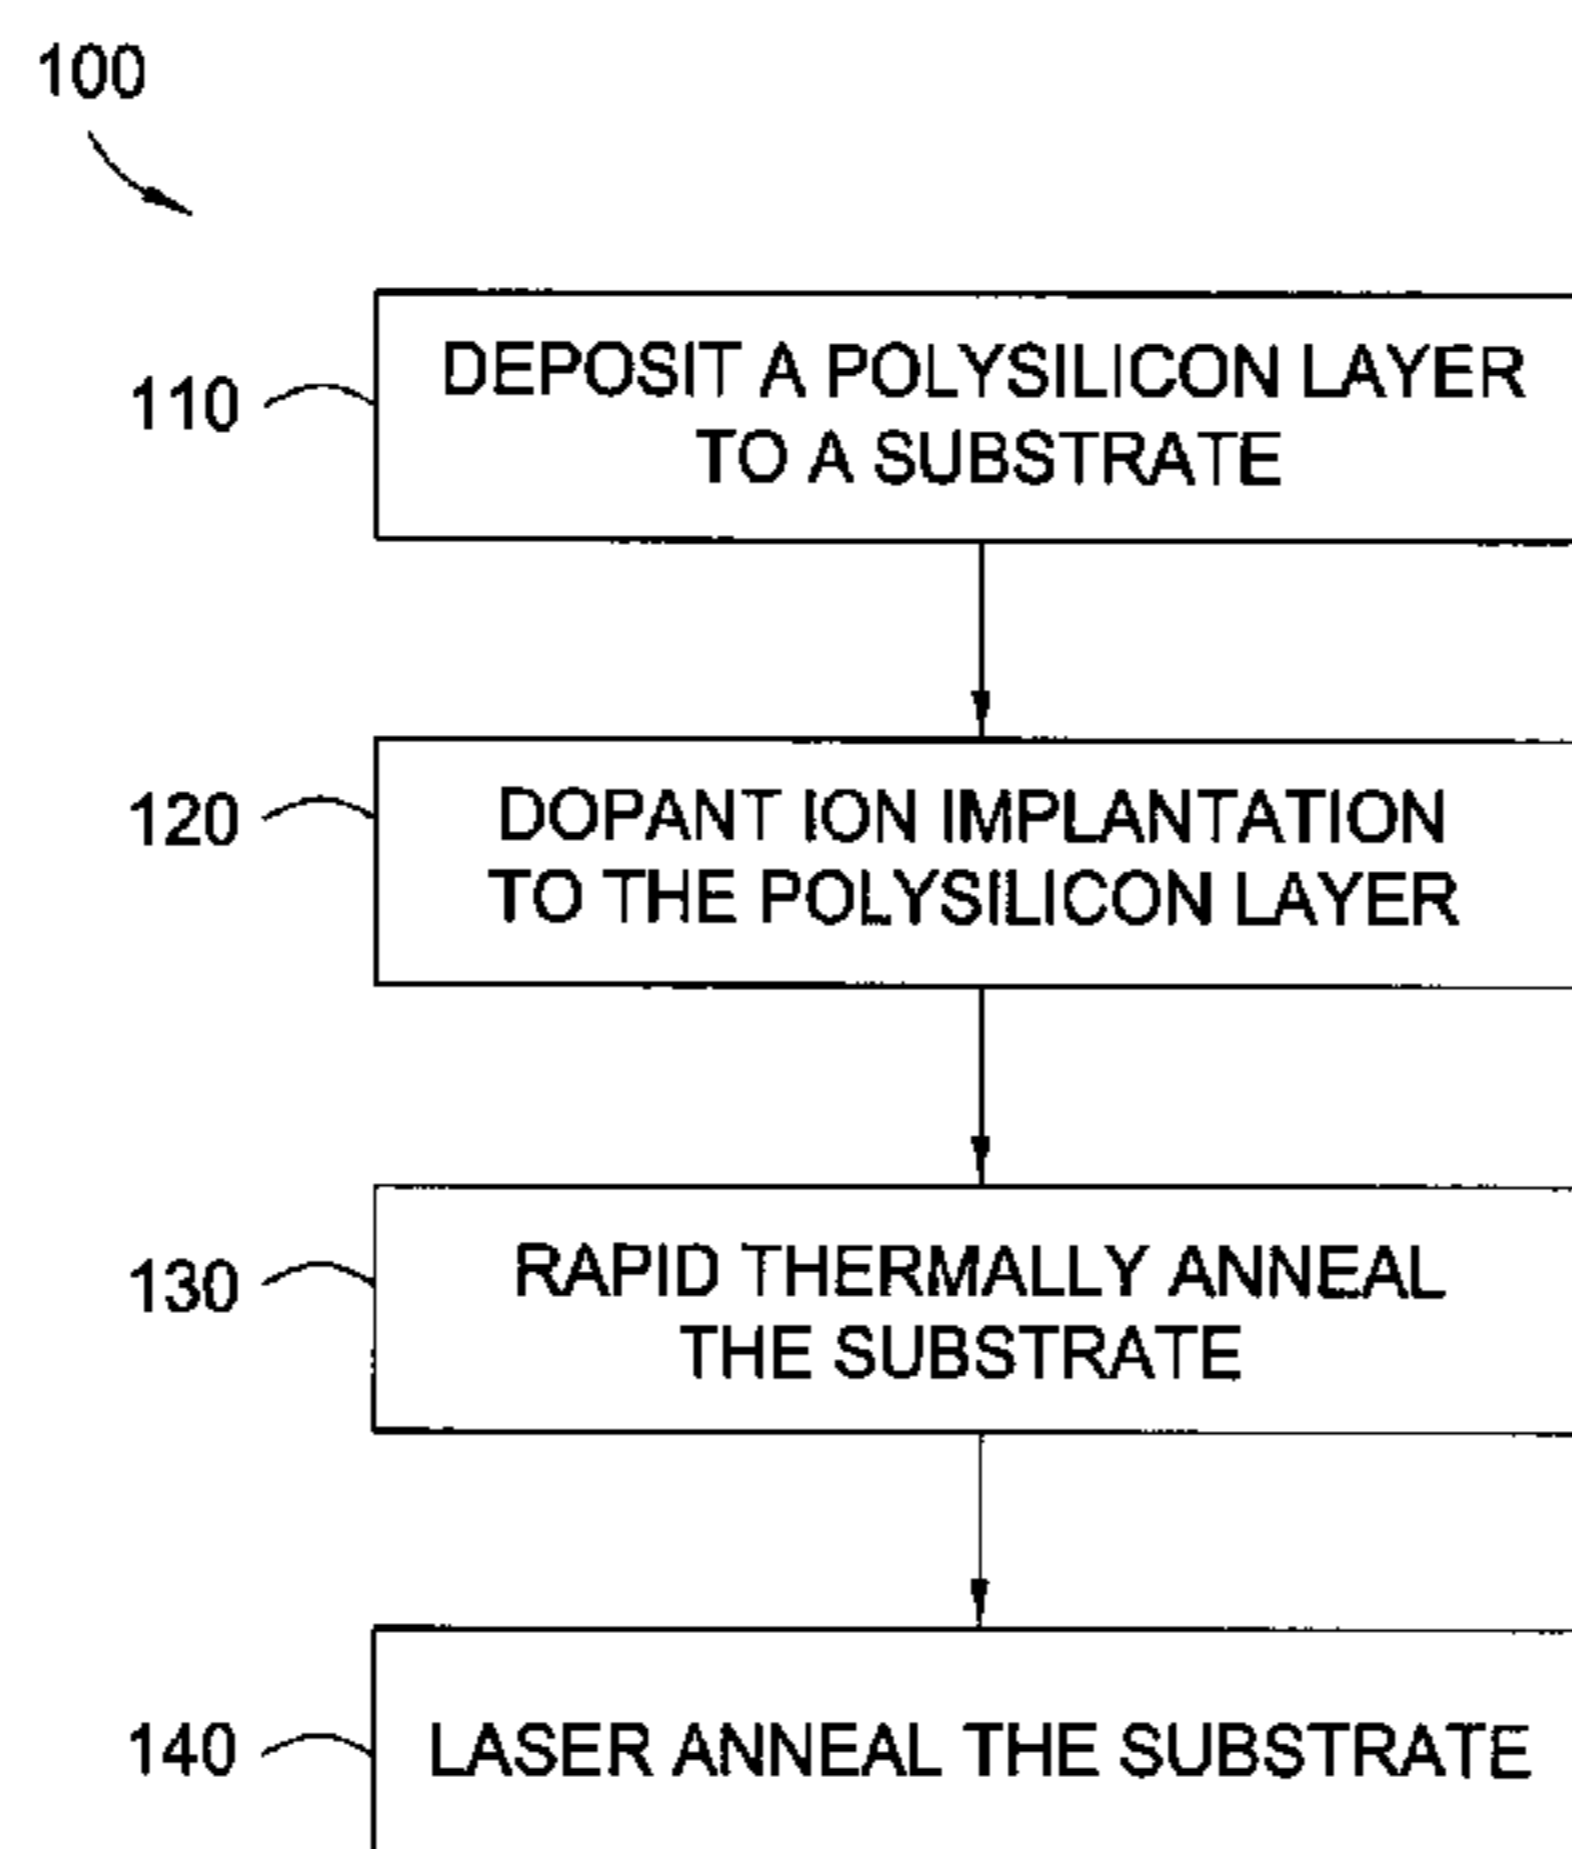 100
110
DEPOSIT A POLYSILICON LAYER
TO A SUBSTRATE
120
DOPANT ION IMPLANTATION
TO THE POLYSILICON LAYER
130
RAPID THERMALLY ANNEAL
THE SUBSTRATE
140
LASER ANNEAL THE SUBSTRATE